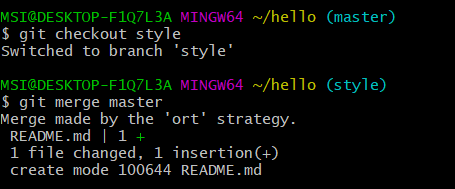 MSI@DESKTOP-F1Q7L3A MINGW64 ~/hello (master)
$ git checkout style
Switched to branch 'style'
MSI@DESKTOP-F1Q7L3A MINGW64 ~/hello (style)
$ git merge master
Merge made by the 'ort' strategy.
 README.md | 1 +
 1 file changed, 1 insertion(+)
 create mode 100644 README.md